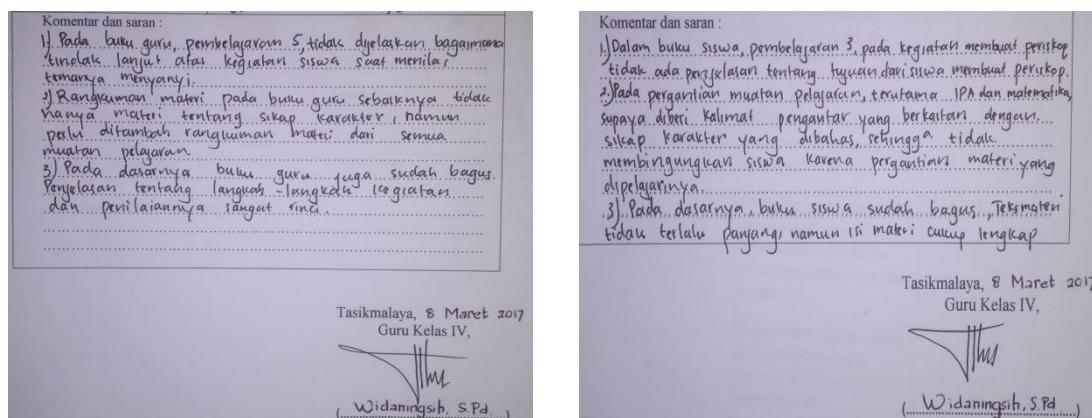 Komentar dan saran :
1) Pada buku guru, pembelajaran 5, tidak dijelaskan bagaimana
tindak lanjut atas kegiatan siswa saat menilai
temanya menyanyi.
2) Rangkuman materi pada buku guru sebaiknya tidak
hanya materi tentang sikap karakter, namun
perlu ditambah rangkuman materi dari semua
muatan pelajaran
3) Pada dasarnya buku guru juga sudah bagus.
Penjelasan tentang langkah-langkah kegiatan
dan penilaiannya sangat rinci.
Tasikmalaya, 8 Maret 2017
Guru Kelas IV,
(Widaningsih, S.Pd.)
Komentar dan saran :
1.) Dalam buku siswa, pembelajaran 3, pada kegiatan membuat periskop
tidak ada penjelasan tentang tujuan dari siswa membuat periskop.
2.) Pada pergantian muatan pelajaran, terutama IPA dan matematika,
supaya diberi kalimat pengantar yang berkaitan dengan
sikap karakter yang dibahas, sehingga tidak
membingungkan siswa karena pergantian materi yang
dipelajarinya.
3) Pada dasarnya, buku siswa sudah bagus, Teks materi
tidak terlalu panjang, namun isi materi cukup lengkap
Tasikmalaya, 8 Maret 2017
Guru Kelas IV,
(Widaningsih, S.Pd)